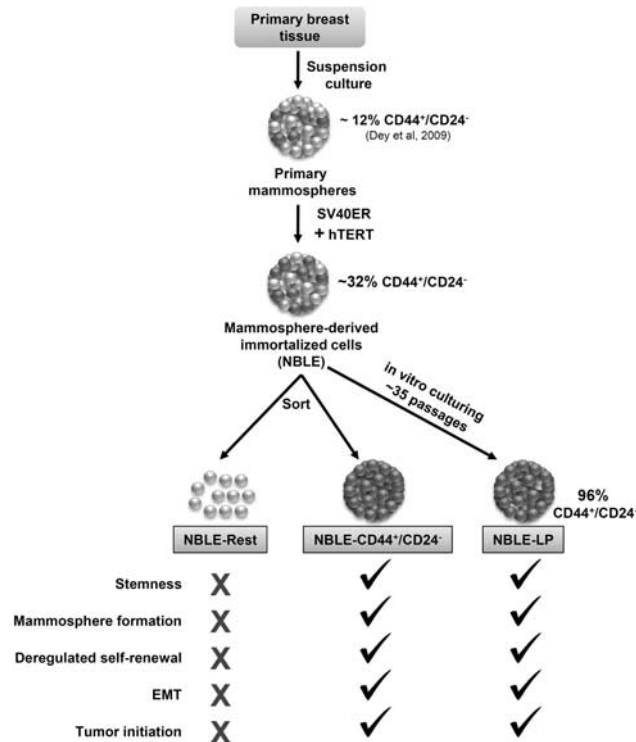 Primary breast
tissue
Suspension
culture
~ 12% CD44⁺/CD24⁻
(Dey et al, 2009)
Primary
mammospheres
SV40ER
+ hTERT
~32% CD44⁺/CD24⁻
Mammosphere-derived
immortalized cells
(NBLE)
in vitro culturing
~35 passages
Sort
96%
CD44⁺/CD24⁻
NBLE-Rest
NBLE-CD44⁺/CD24⁻
NBLE-LP
Stemness X ✓ ✓
Mammosphere formation X ✓ ✓
Deregulated self-renewal X ✓ ✓
EMT X ✓ ✓
Tumor initiation X ✓ ✓